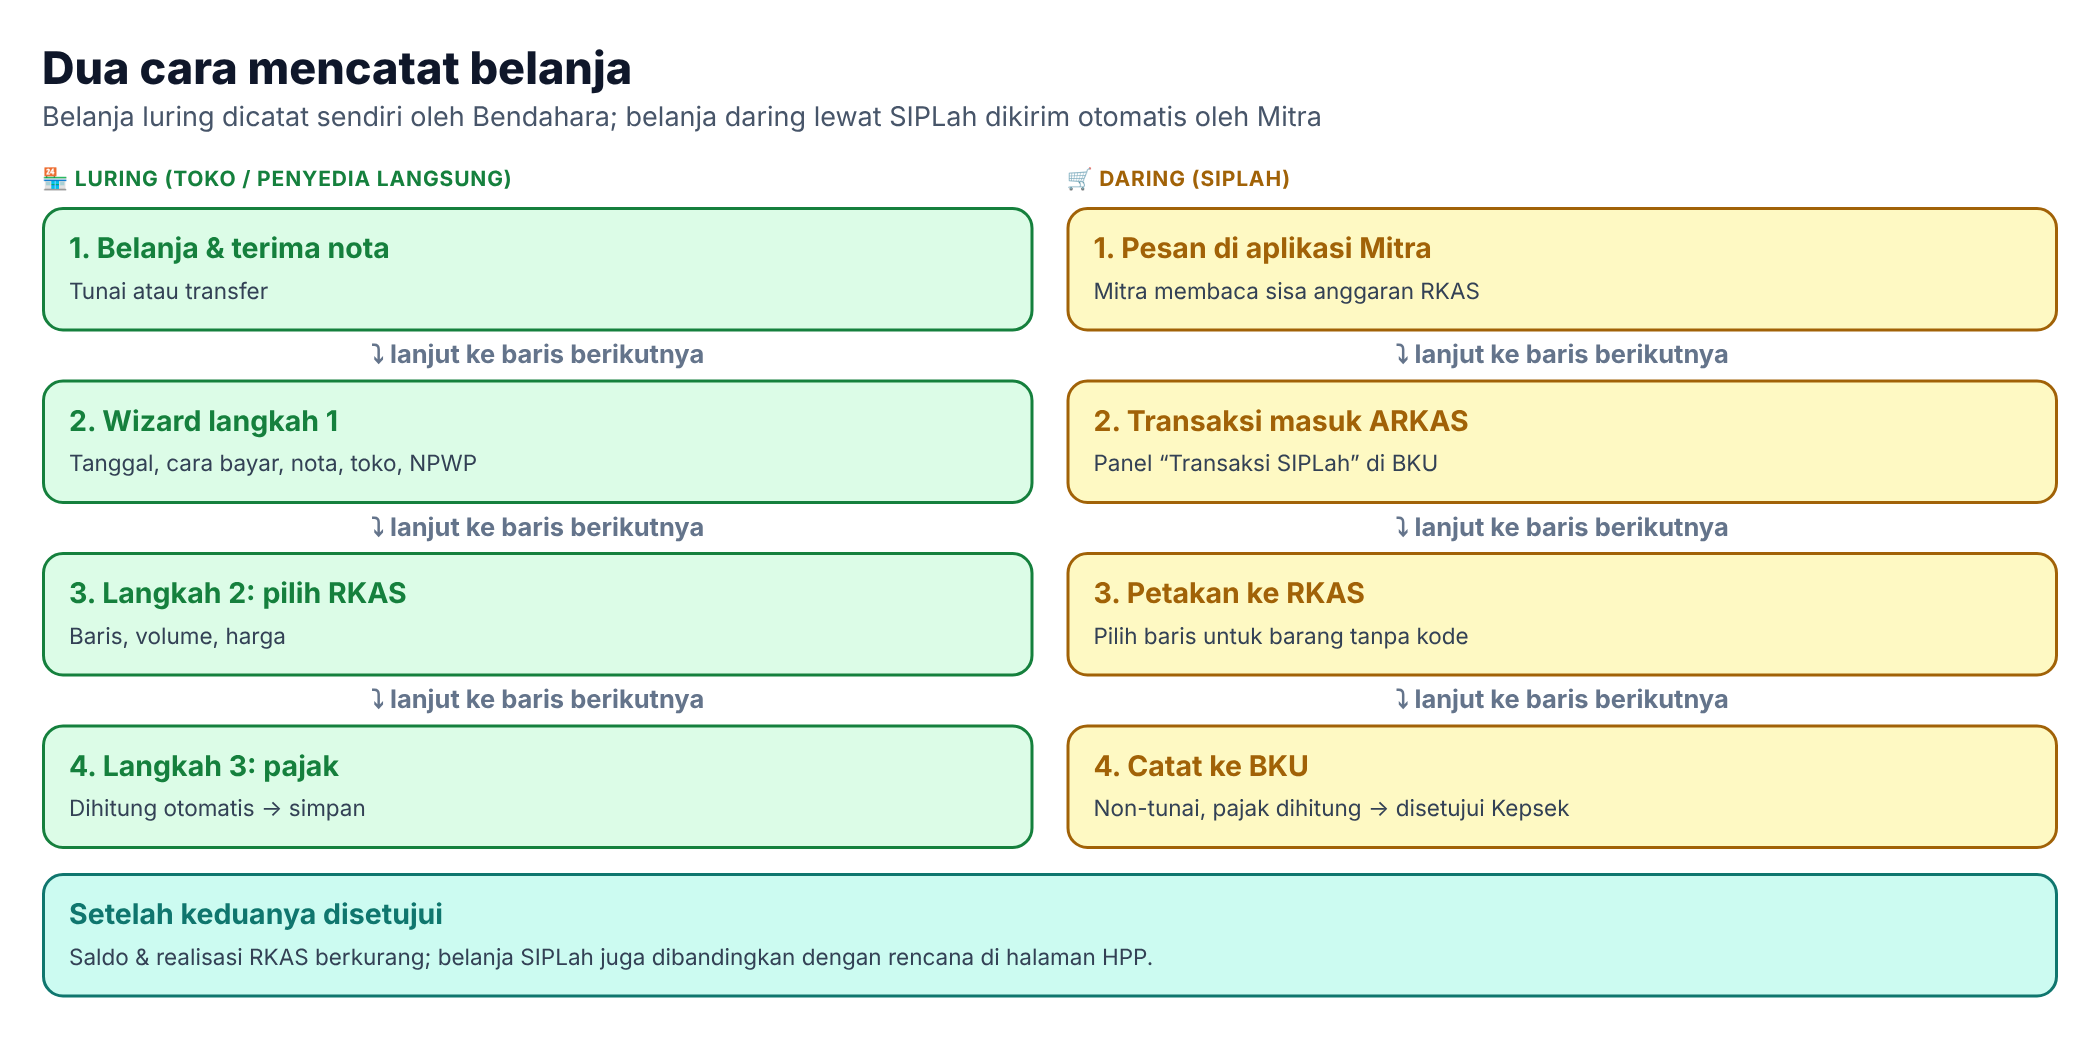 Dua cara mencatat belanja
Belanja luring dicatat sendiri oleh Bendahara; belanja daring lewat SIPLah dikirim otomatis oleh Mitra
🏪 LURING (TOKO / PENYEDIA LANGSUNG)
1. Belanja & terima nota
Tunai atau transfer
⤵ lanjut ke baris berikutnya
2. Wizard langkah 1
Tanggal, cara bayar, nota, toko, NPWP
⤵ lanjut ke baris berikutnya
3. Langkah 2: pilih RKAS
Baris, volume, harga
⤵ lanjut ke baris berikutnya
4. Langkah 3: pajak
Dihitung otomatis → simpan
🛒 DARING (SIPLAH)
1. Pesan di aplikasi Mitra
Mitra membaca sisa anggaran RKAS
⤵ lanjut ke baris berikutnya
2. Transaksi masuk ARKAS
Panel “Transaksi SIPLah” di BKU
⤵ lanjut ke baris berikutnya
3. Petakan ke RKAS
Pilih baris untuk barang tanpa kode
⤵ lanjut ke baris berikutnya
4. Catat ke BKU
Non-tunai, pajak dihitung → disetujui Kepsek
Setelah keduanya disetujui
Saldo & realisasi RKAS berkurang; belanja SIPLah juga dibandingkan dengan rencana di halaman HPP.